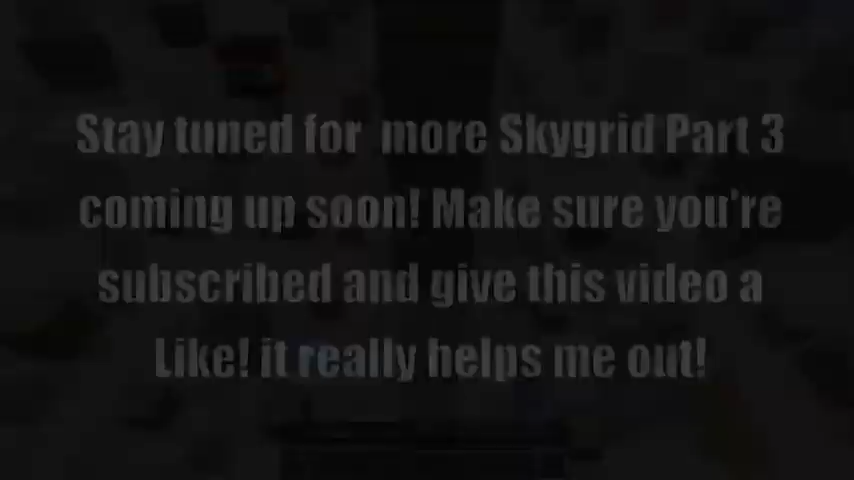 Stay tuned for more Skygrid Part 3
coming up soon! Make sure you're
subscribed and give this video a
Like! it really helps me out!